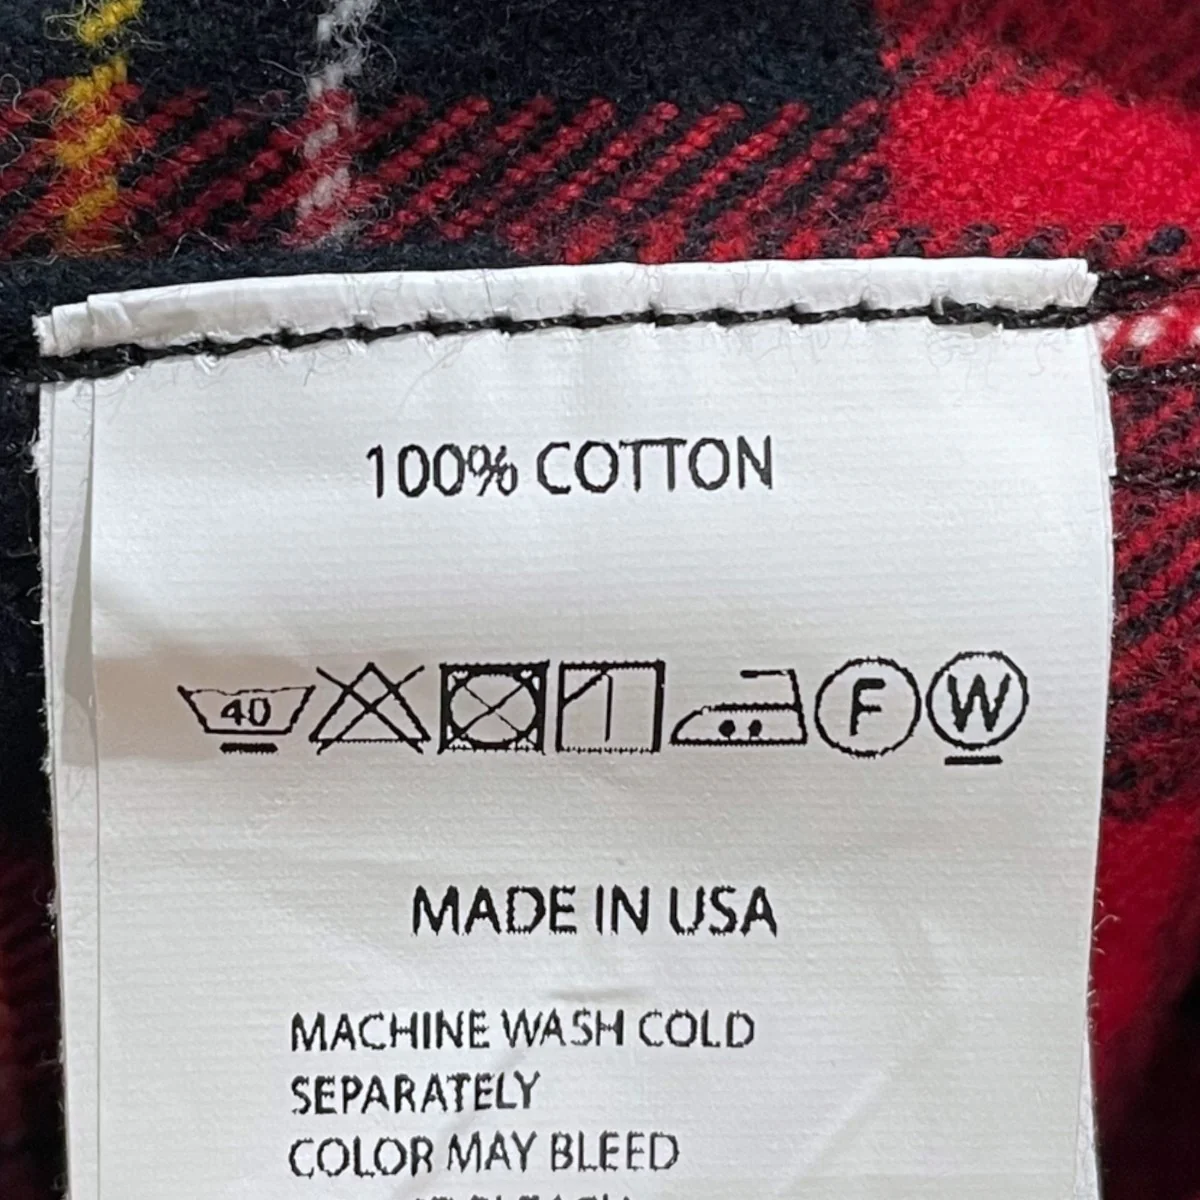 100% COTTON
40 F W
MADE IN USA
MACHINE WASH COLD
SEPARATELY
COLOR MAY BLEED